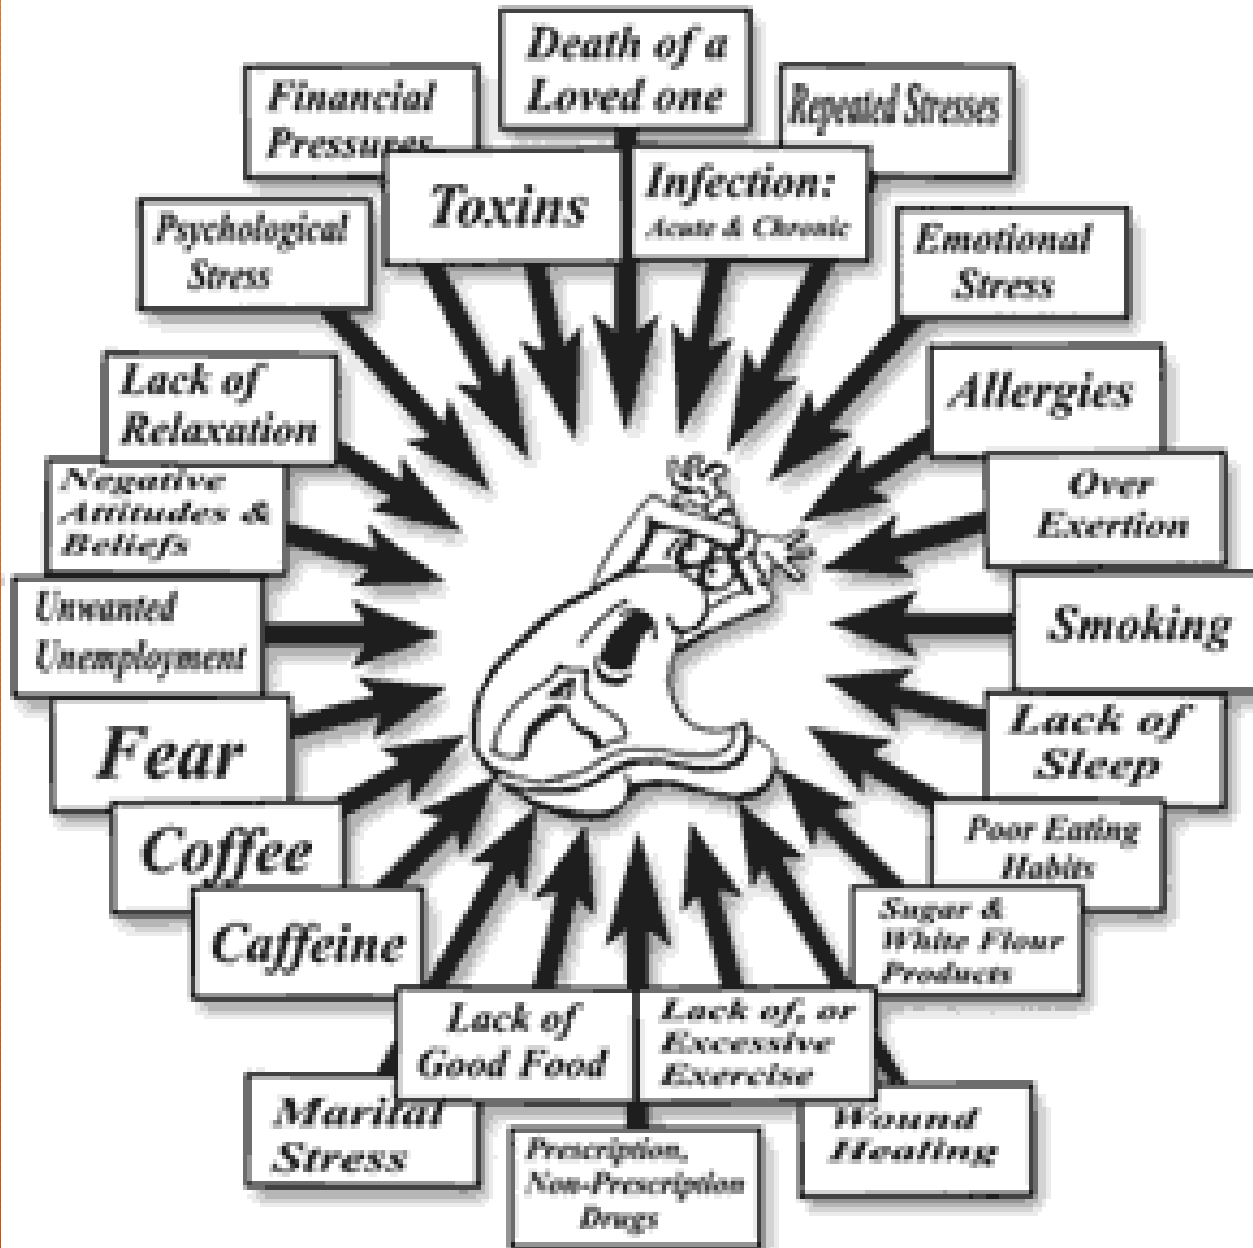 Death of a
Loved one
Repeated Stresses
Infection:
Acute & Chronic
Emotional
Stress
Allergies
Over
Exertion
Smoking
Lack of
Sleep
Poor Eating
Habits
Sugar &
White Flour
Products
Wound
Healing
Lack of, or
Excessive
Exercise
Prescription,
Non-Prescription
Drugs
Lack of
Good Food
Marital
Stress
Caffeine
Coffee
Fear
Unwanted
Unemployment
Negative
Attitudes &
Beliefs
Lack of
Relaxation
Psychological
Stress
Financial
Pressures
Toxins